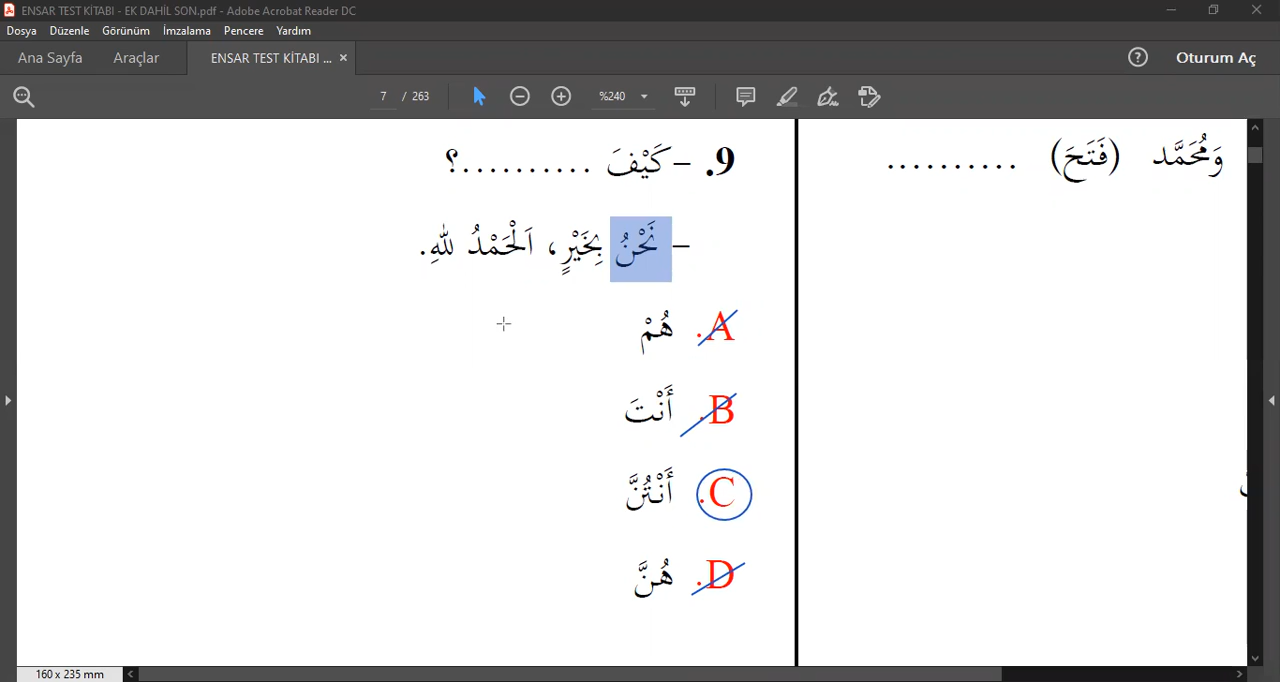 ENSAR TEST KİTABI - EK DAHİL SON.pdf - Adobe Acrobat Reader DC
Dosya Düzenle Görünüm İmzalama Pencere Yardım
Ana Sayfa Araçlar ENSAR TEST KİTABI ... × Oturum Aç
7 / 263 %240
9. – كَيْفَ ..........؟
– نَحْنُ بِخَيْرٍ، اَلْحَمْدُ للهِ.
A. هُمْ
B. أَنْتَ
C. أَنْتُنَّ
D. هُنَّ
وَمُحَمَّد (فَتَحَ) ..........
160 x 235 mm